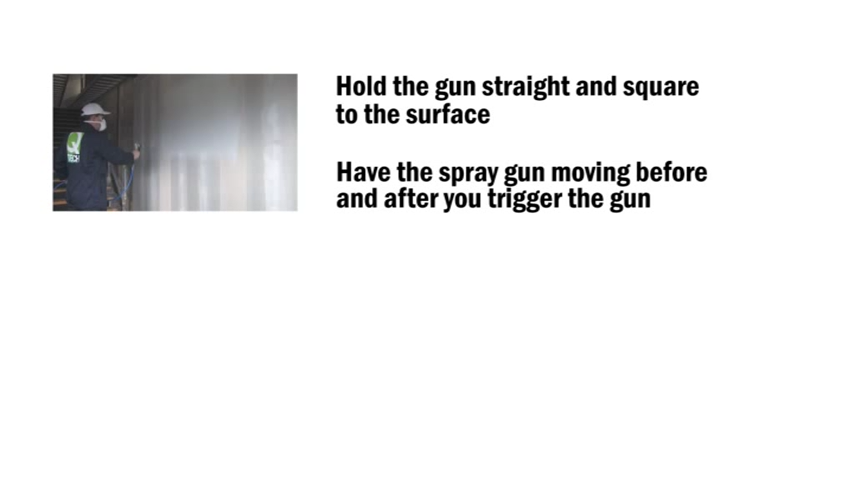 Hold the gun straight and square
to the surface
Have the spray gun moving before
and after you trigger the gun
Q
TECH